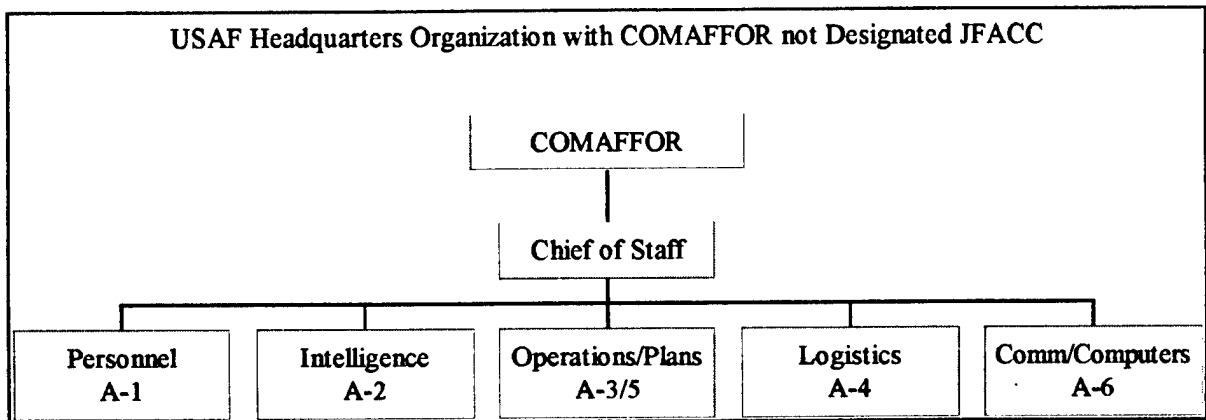 USAF Headquarters Organization with COMAFFOR not Designated JFACC
COMAFFOR
Chief of Staff
Personnel
A-1
Intelligence
A-2
Operations/Plans
A-3/5
Logistics
A-4
Comm/Computers
A-6